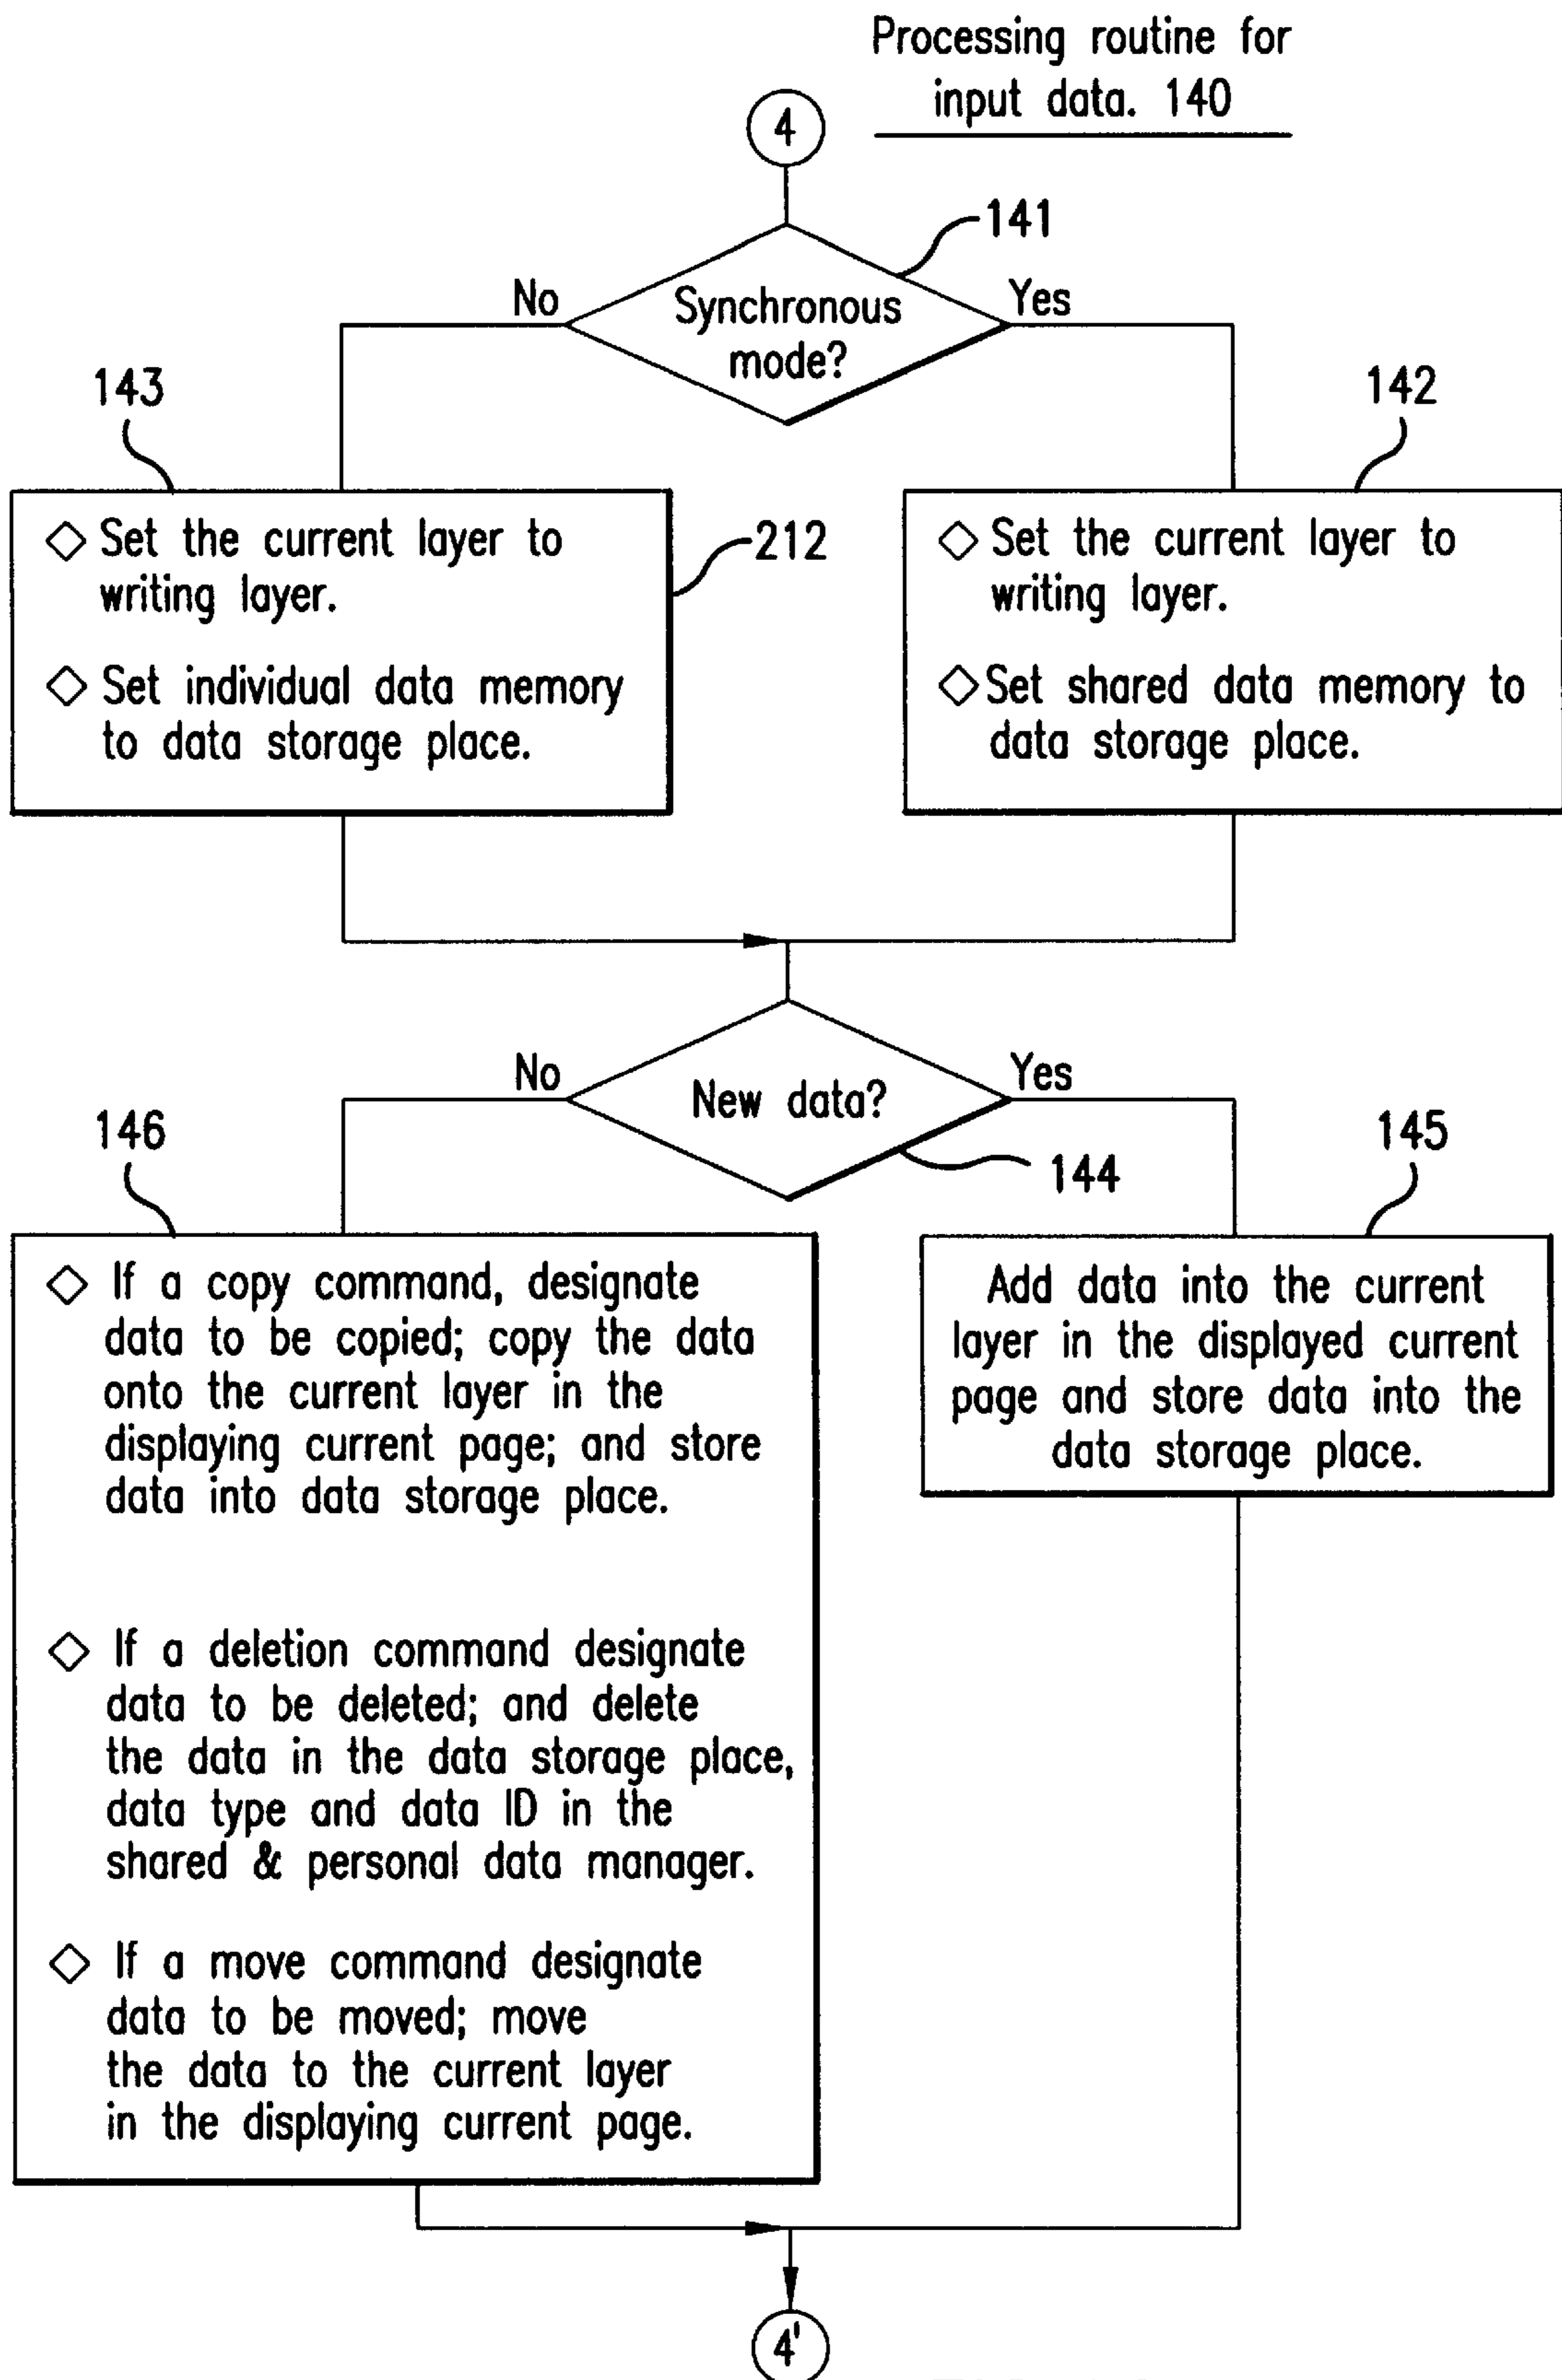 Processing routine for
input data. 140
4
141
No
Synchronous
mode?
Yes
143
142
◇ Set the current layer to
writing layer.
◇ Set individual data memory
to data storage place.
212
◇ Set the current layer to
writing layer.
◇ Set shared data memory to
data storage place.
No
New data?
Yes
144
146
145
◇ If a copy command, designate
data to be copied; copy the data
onto the current layer in the
displaying current page; and store
data into data storage place.
◇ If a deletion command designate
data to be deleted; and delete
the data in the data storage place,
data type and data ID in the
shared & personal data manager.
◇ If a move command designate
data to be moved; move
the data to the current layer
in the displaying current page.
Add data into the current
layer in the displayed current
page and store data into the
data storage place.
4'